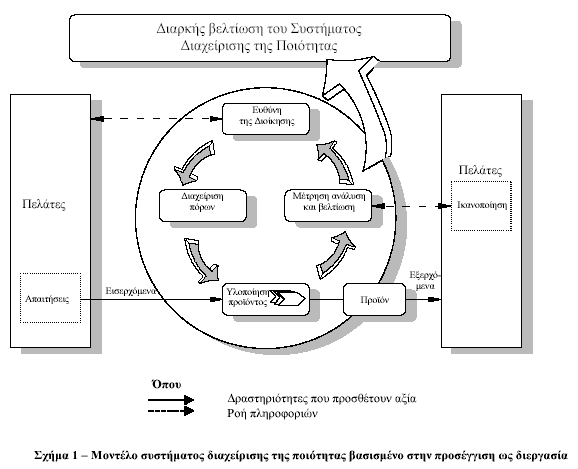 Διαρκής βελτίωση του Συστήματος
Διαχείρισης της Ποιότητας
Πελάτες
Απαιτήσεις
Εισερχόμενα
Ευθύνη
της Διοίκησης
Διαχείριση
πόρων
Μέτρηση ανάλυση
και βελτίωση
Υλοποίηση
προϊόντος
Προϊόν
Εξερχό-
μενα
Πελάτες
Ικανοποίηση
Όπου
Δραστηριότητες που προσθέτουν αξία
Ροή πληροφοριών
Σχήμα 1 – Μοντέλο συστήματος διαχείρισης της ποιότητας βασισμένο στην προσέγγιση ως διεργασία